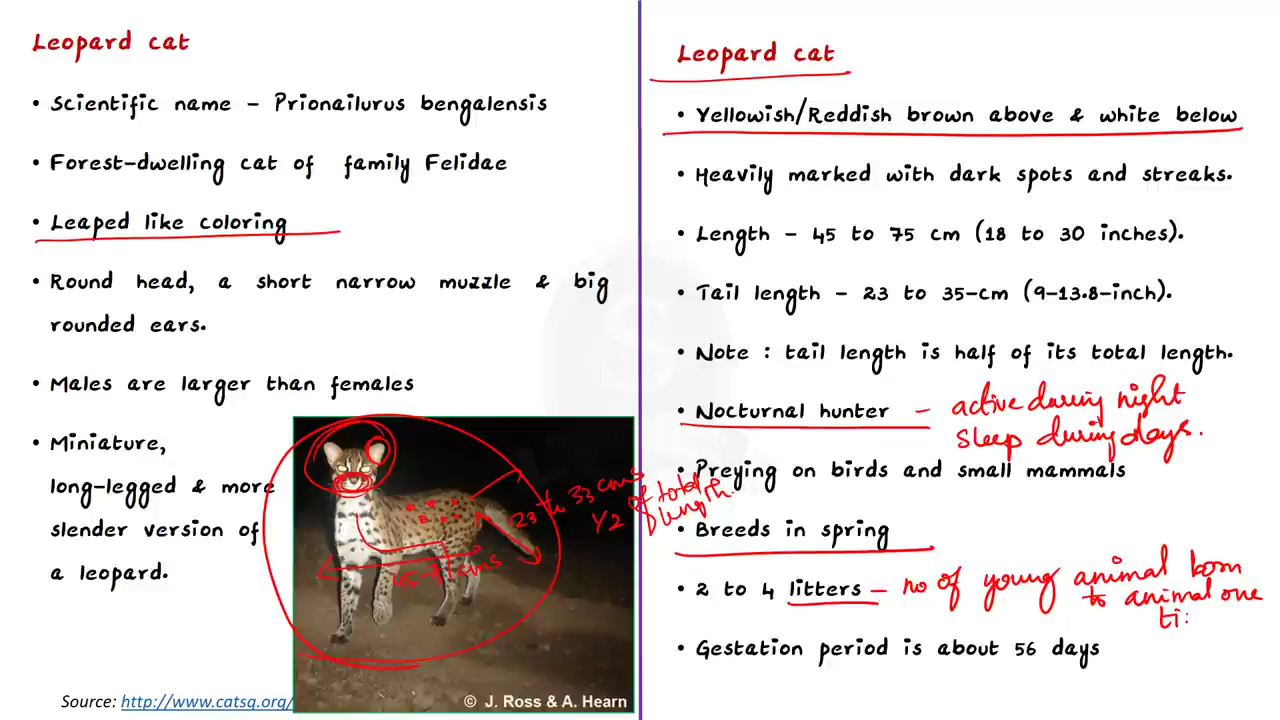 Leopard cat
• Scientific name – Prionailurus bengalensis
• Forest-dwelling cat of family Felidae
• Leaped like coloring
• Round head, a short narrow muzzle & big
rounded ears.
• Males are larger than females
• Miniature,
long-legged & more
slender version of
a leopard.
23 to 33 cms
1/2 of total
length.
45-75 cms
© J. Ross & A. Hearn
Source: http://www.catsg.org/
Leopard cat
• Yellowish/Reddish brown above & white below
• Heavily marked with dark spots and streaks.
• Length – 45 to 75 cm (18 to 30 inches).
• Tail length – 23 to 35-cm (9-13.8-inch).
• Note : tail length is half of its total length.
• Nocturnal hunter – active during night
sleep during days.
• Preying on birds and small mammals
• Breeds in spring
• 2 to 4 litters – no of young animal born
to animal one
ti:
• Gestation period is about 56 days